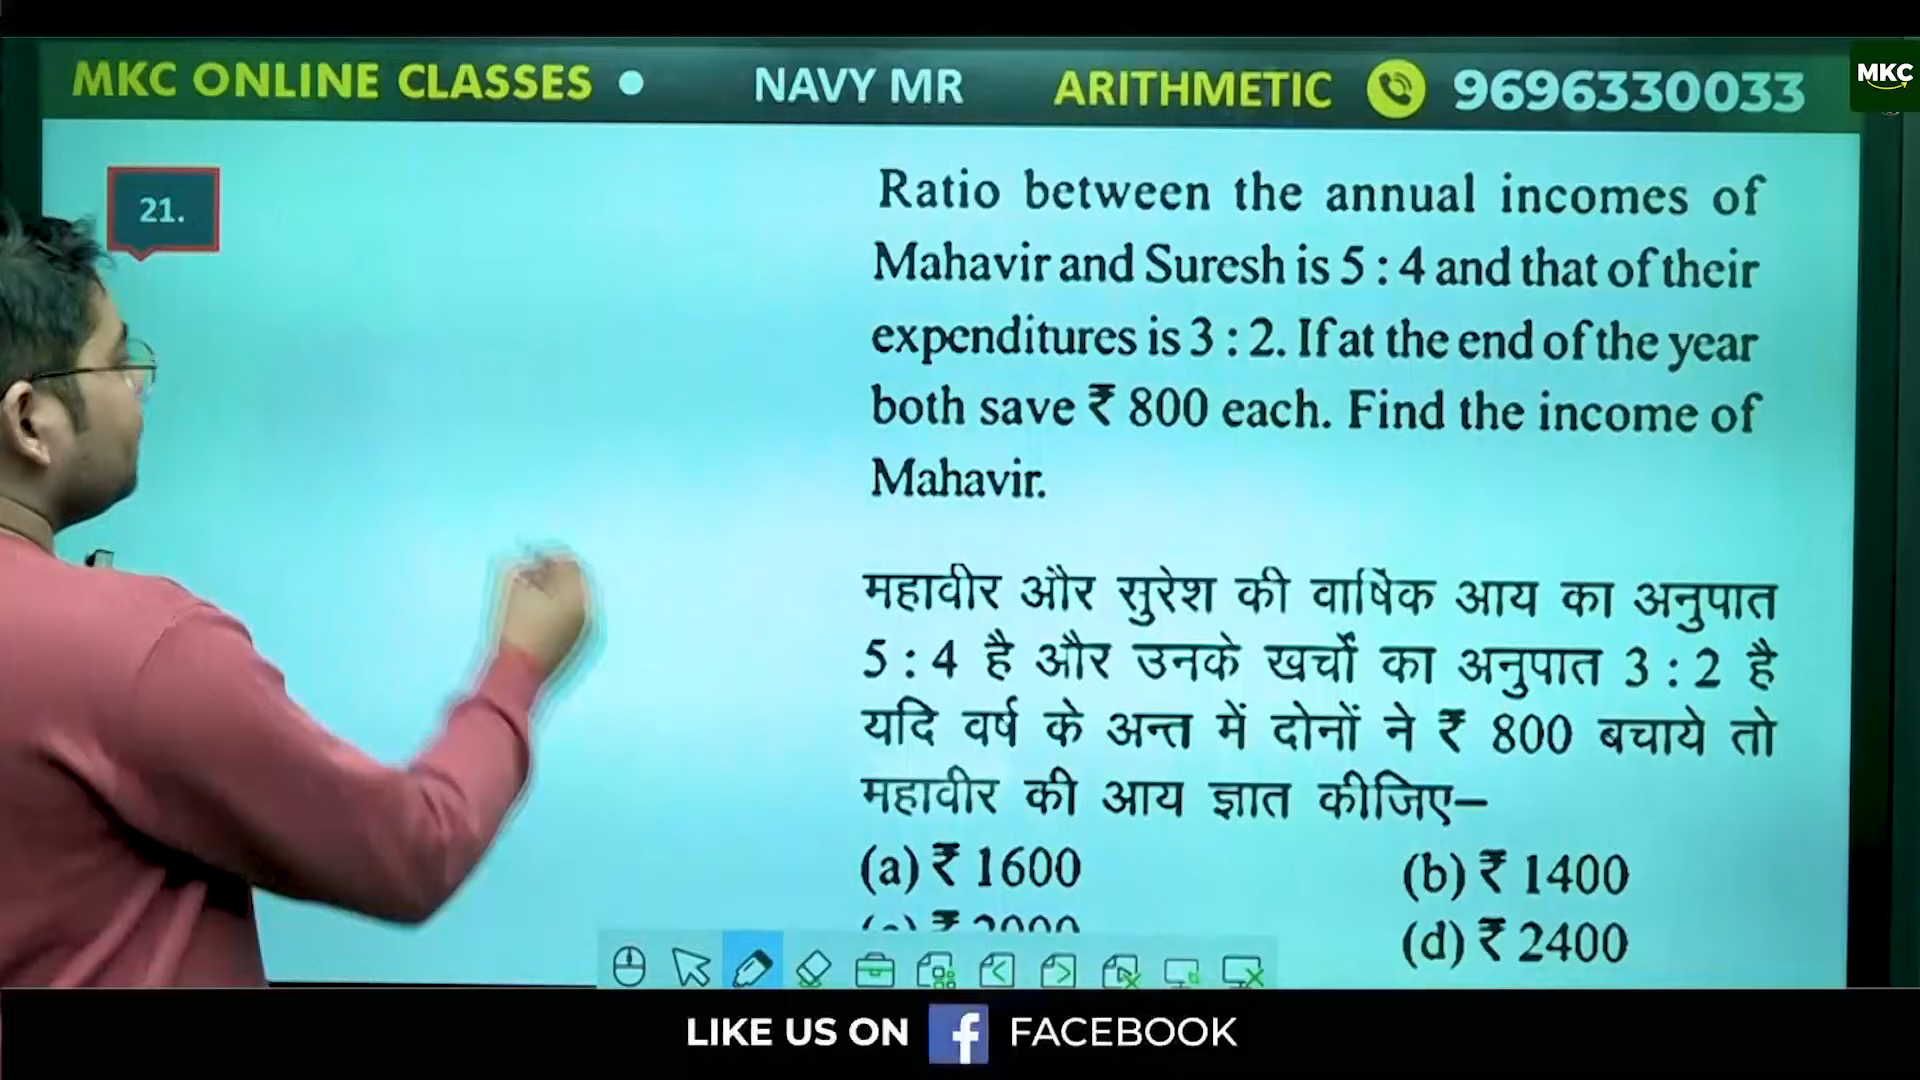 MKC ONLINE CLASSES • NAVY MR ARITHMETIC 9696330033
MKC
21.
Ratio between the annual incomes of
Mahavir and Suresh is 5 : 4 and that of their
expenditures is 3 : 2. If at the end of the year
both save ₹ 800 each. Find the income of
Mahavir.
महावीर और सुरेश की वार्षिक आय का अनुपात
5 : 4 है और उनके खर्चों का अनुपात 3 : 2 है
यदि वर्ष के अन्त में दोनों ने ₹ 800 बचाये तो
महावीर की आय ज्ञात कीजिए–
(a) ₹ 1600 (b) ₹ 1400
(d) ₹ 2400
LIKE US ON f FACEBOOK